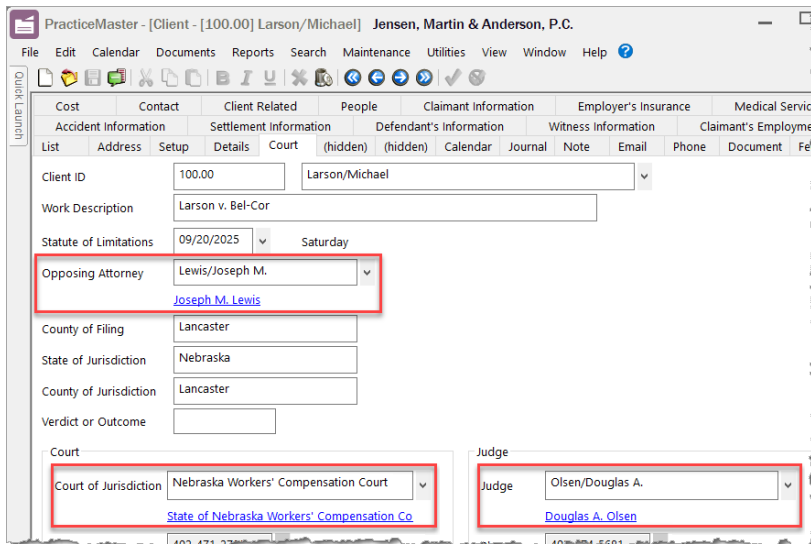 PracticeMaster - [Client - [100.00] Larson/Michael] Jensen, Martin & Anderson, P.C.
File Edit Calendar Documents Reports Search Maintenance Utilities View Window Help ?
Quick Launch
B I U
Cost Contact Client Related People Claimant Information Employer's Insurance Medical Servic
Accident Information Settlement Information Defendant's Information Witness Information Claimant's Employme
List Address Setup Details Court (hidden) (hidden) Calendar Journal Note Email Phone Document Fe
Client ID 100.00 Larson/Michael
Work Description Larson v. Bel-Cor
Statute of Limitations 09/20/2025 Saturday
Opposing Attorney Lewis/Joseph M.
Joseph M. Lewis
County of Filing Lancaster
State of Jurisdiction Nebraska
County of Jurisdiction Lancaster
Verdict or Outcome
Court Judge
Court of Jurisdiction Nebraska Workers' Compensation Court Judge Olsen/Douglas A.
State of Nebraska Workers' Compensation Co Douglas A. Olsen